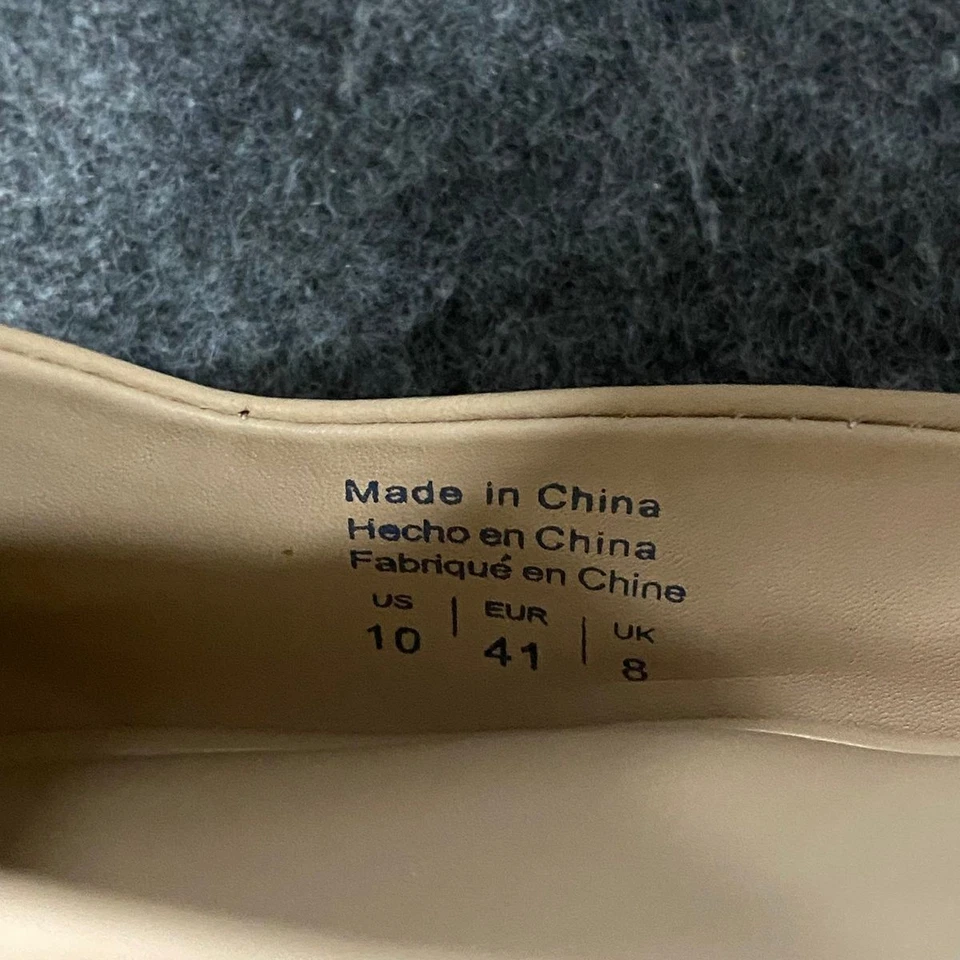 Made in China
Hecho en China
Fabriqué en Chine
US | EUR | UK
10 | 41 | 8